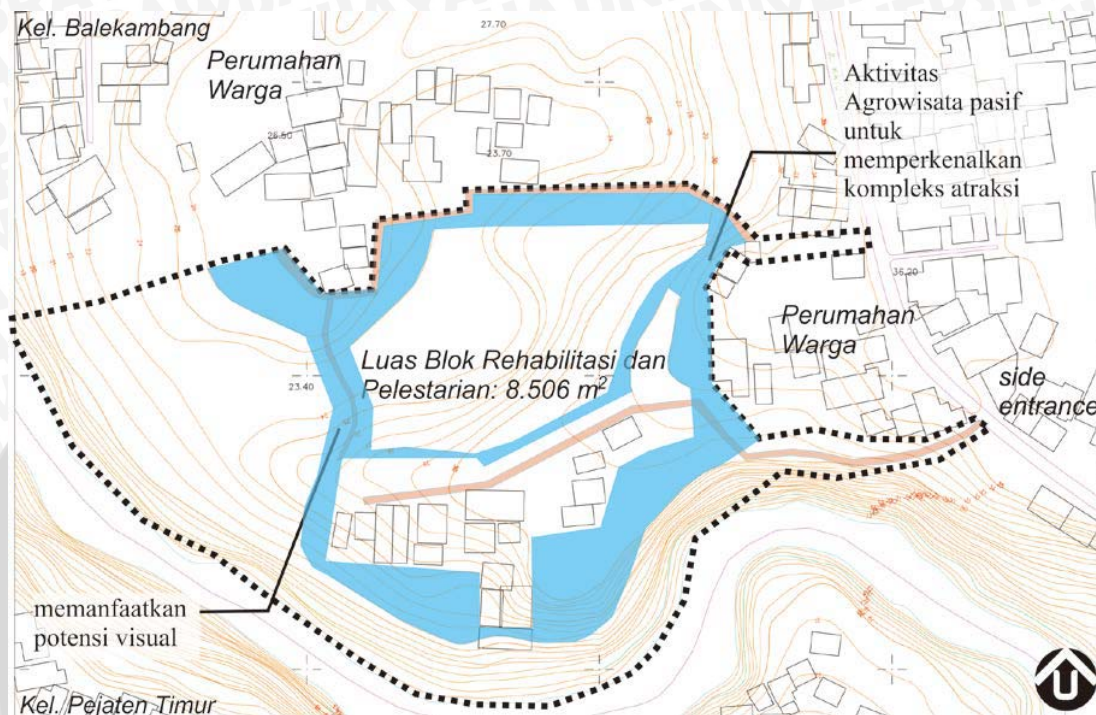 Kel. Balekambang
27.70
Perumahan
Warga
26.50
23.70
Aktivitas
Agrowisata pasif
untuk
memperkenalkan
kompleks atraksi
36.20
Perumahan
Warga
Luas Blok Rehabilitasi dan
Pelestarian: 8.506 m²
23.40
side
entrance
memanfaatkan
potensi visual
Kel. Pejaten Timur
U